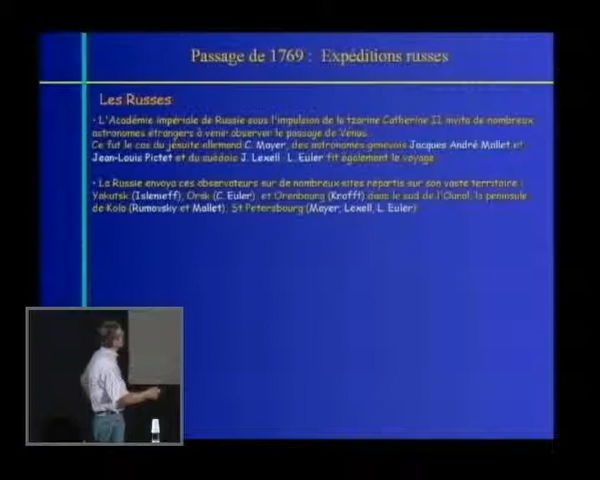 Passage de 1769 : Expéditions russes
Les Russes
• L'Académie impériale de Russie sous l'impulsion de la tzarine Catherine II invita de nombreux
astronomes étrangers à venir observer le passage de Vénus.
Ce fut le cas du jésuite allemand C. Mayer, des astronomes genevois Jacques André Mallet et
Jean-Louis Pictet et du suédois J. Lexell. L. Euler fit également le voyage.
• La Russie envoya ces observateurs sur de nombreux sites répartis sur son vaste territoire :
Yakutsk (Islenieff), Orsk (C. Euler) et Orenbourg (Krafft) dans le sud de l'Oural, la péninsule
de Kola (Rumovsky et Mallet), St Petersbourg (Mayer, Lexell, L. Euler)